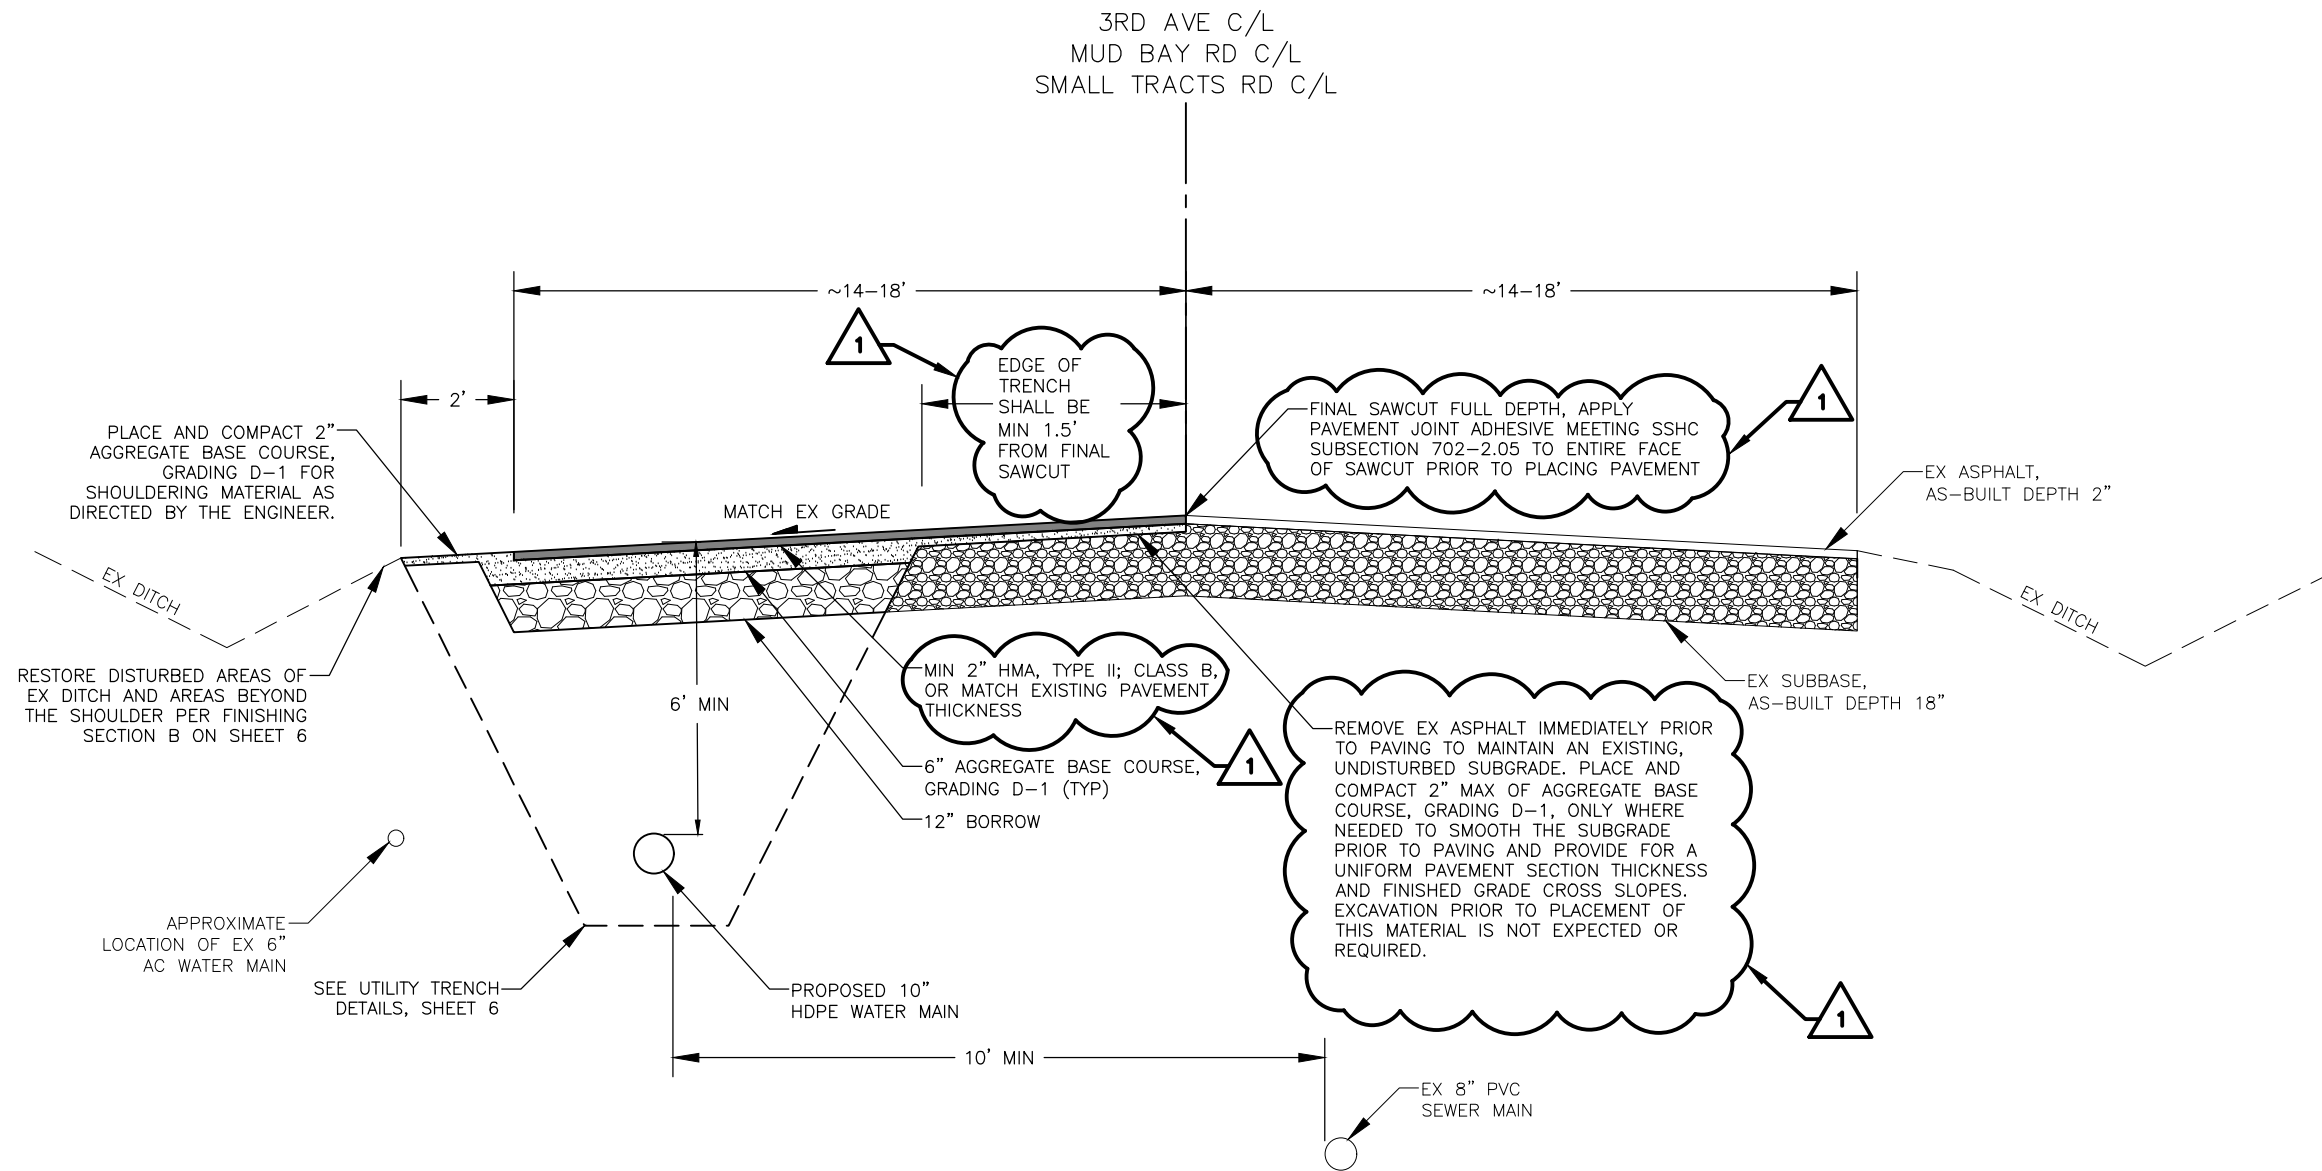 3RD AVE C/L
MUD BAY RD C/L
SMALL TRACTS RD C/L
~14-18'
~14-18'
1
EDGE OF
TRENCH
SHALL BE
MIN 1.5'
FROM FINAL
SAWCUT
1
FINAL SAWCUT FULL DEPTH, APPLY
PAVEMENT JOINT ADHESIVE MEETING SSHC
SUBSECTION 702-2.05 TO ENTIRE FACE
OF SAWCUT PRIOR TO PLACING PAVEMENT
2'
PLACE AND COMPACT 2"
AGGREGATE BASE COURSE,
GRADING D-1 FOR
SHOULDERING MATERIAL AS
DIRECTED BY THE ENGINEER.
EX ASPHALT,
AS-BUILT DEPTH 2"
MATCH EX GRADE
EX DITCH
EX DITCH
RESTORE DISTURBED AREAS OF
EX DITCH AND AREAS BEYOND
THE SHOULDER PER FINISHING
SECTION B ON SHEET 6
6' MIN
MIN 2" HMA, TYPE II; CLASS B,
OR MATCH EXISTING PAVEMENT
THICKNESS
1
EX SUBBASE,
AS-BUILT DEPTH 18"
6" AGGREGATE BASE COURSE,
GRADING D-1 (TYP)
12" BORROW
REMOVE EX ASPHALT IMMEDIATELY PRIOR
TO PAVING TO MAINTAIN AN EXISTING,
UNDISTURBED SUBGRADE. PLACE AND
COMPACT 2" MAX OF AGGREGATE BASE
COURSE, GRADING D-1, ONLY WHERE
NEEDED TO SMOOTH THE SUBGRADE
PRIOR TO PAVING AND PROVIDE FOR A
UNIFORM PAVEMENT SECTION THICKNESS
AND FINISHED GRADE CROSS SLOPES.
EXCAVATION PRIOR TO PLACEMENT OF
THIS MATERIAL IS NOT EXPECTED OR
REQUIRED.
1
APPROXIMATE
LOCATION OF EX 6"
AC WATER MAIN
SEE UTILITY TRENCH
DETAILS, SHEET 6
PROPOSED 10"
HDPE WATER MAIN
10' MIN
EX 8" PVC
SEWER MAIN